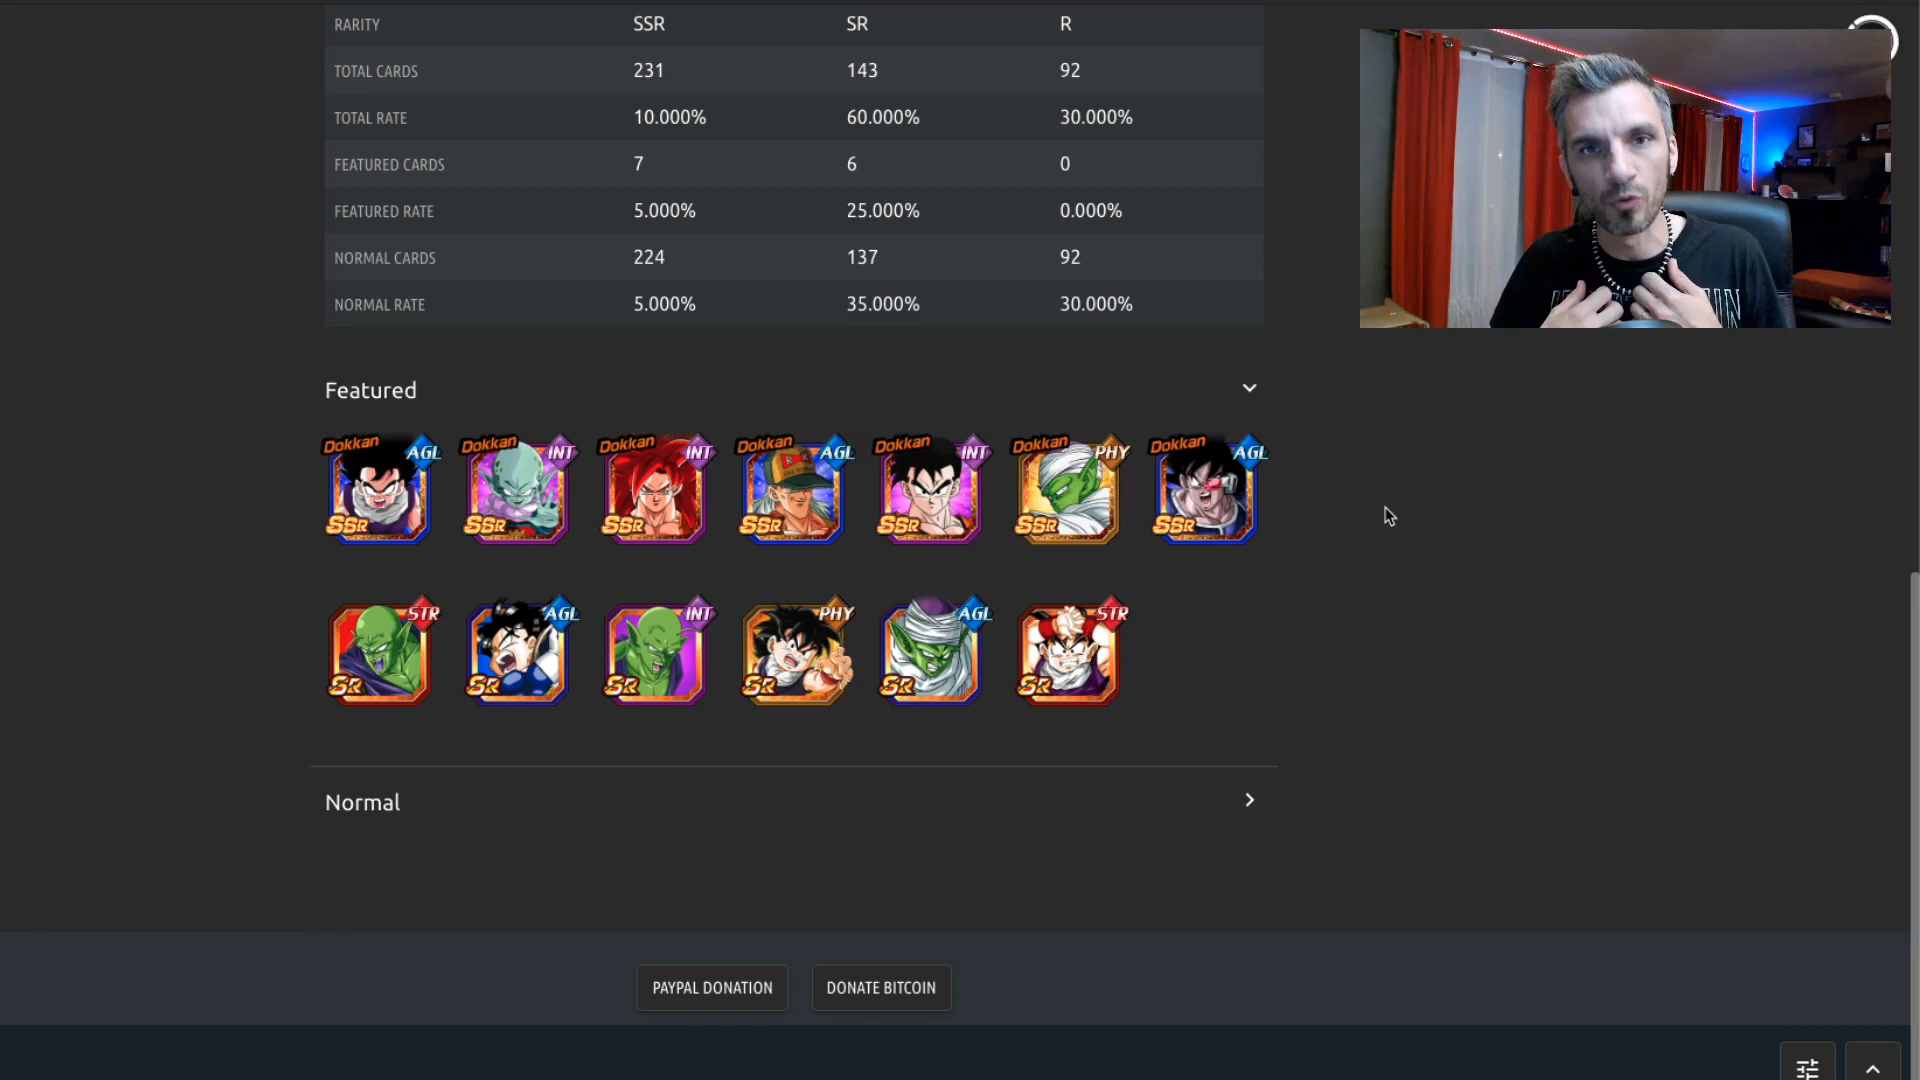 RARITY SSR SR R
TOTAL CARDS 231 143 92
TOTAL RATE 10.000% 60.000% 30.000%
FEATURED CARDS 7 6 0
FEATURED RATE 5.000% 25.000% 0.000%
NORMAL CARDS 224 137 92
NORMAL RATE 5.000% 35.000% 30.000%
Featured
Dokkan AGL Dokkan INT Dokkan INT Dokkan AGL Dokkan INT Dokkan PHY Dokkan AGL
SSR SSR SSR SSR SSR SSR SSR
STR AGL INT PHY AGL STR
SR SR SR SR SR SR
Normal
PAYPAL DONATION DONATE BITCOIN